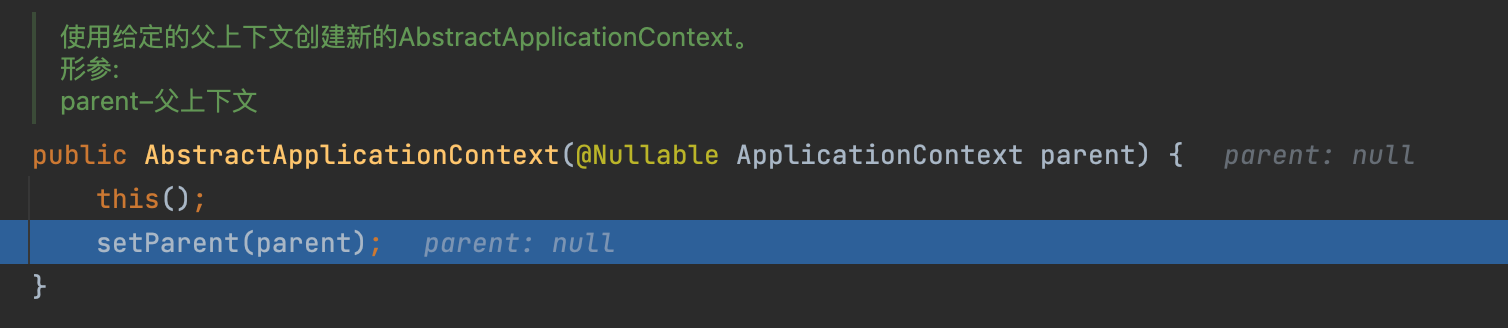 使用给定的父上下文创建新的AbstractApplicationContext。
形参:
parent–父上下文
public AbstractApplicationContext(@Nullable ApplicationContext parent) {   parent: null
    this();
    setParent(parent);   parent: null
}